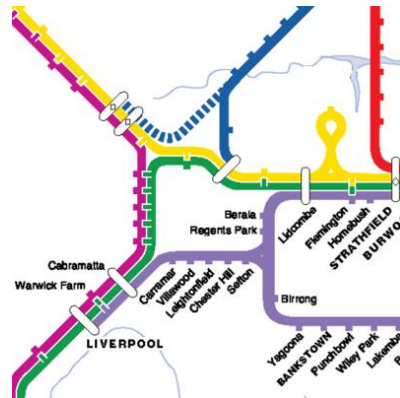 Berala
Regents Park
Lidcombe
Flemington
Homebush
STRATHFIELD
BURWO
Cabramatta
Warwick Farm
Carramar
Villawood
Leightonfield
Chester Hill
Sefton
Birrong
LIVERPOOL
Yagoona
BANKSTOWN
Punchbowl
Wiley Park
Lakemba